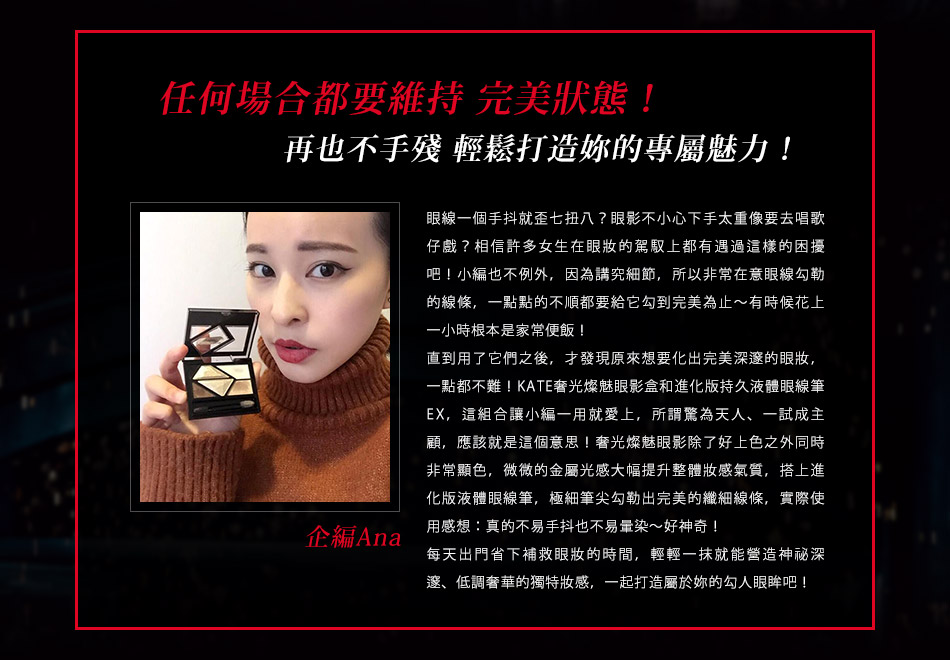 任何場合都要維持 完美狀態！
再也不手殘 輕鬆打造妳的專屬魅力！
眼線一個手抖就歪七扭八？眼影不小心下手太重像要去唱歌
仔戲？相信許多女生在眼妝的駕馭上都有遇過這樣的困擾
吧！小編也不例外，因為講究細節，所以非常在意眼線勾勒
的線條，一點點的不順都要給它勾到完美為止～有時候花上
一小時根本是家常便飯！
直到用了它們之後，才發現原來想要化出完美深邃的眼妝，
一點都不難！KATE奢光燦魅眼影盒和進化版持久液體眼線筆
EX，這組合讓小編一用就愛上，所謂驚為天人、一試成主
顧，應該就是這個意思！奢光燦魅眼影除了好上色之外同時
非常顯色，微微的金屬光感大幅提升整體妝感氣質，搭上進
化版液體眼線筆，極細筆尖勾勒出完美的纖細線條，實際使
用感想：真的不易手抖也不易暈染～好神奇！
每天出門省下補救眼妝的時間，輕輕一抹就能營造神祕深
邃、低調奢華的獨特妝感，一起打造屬於妳的勾人眼眸吧！
企編Ana